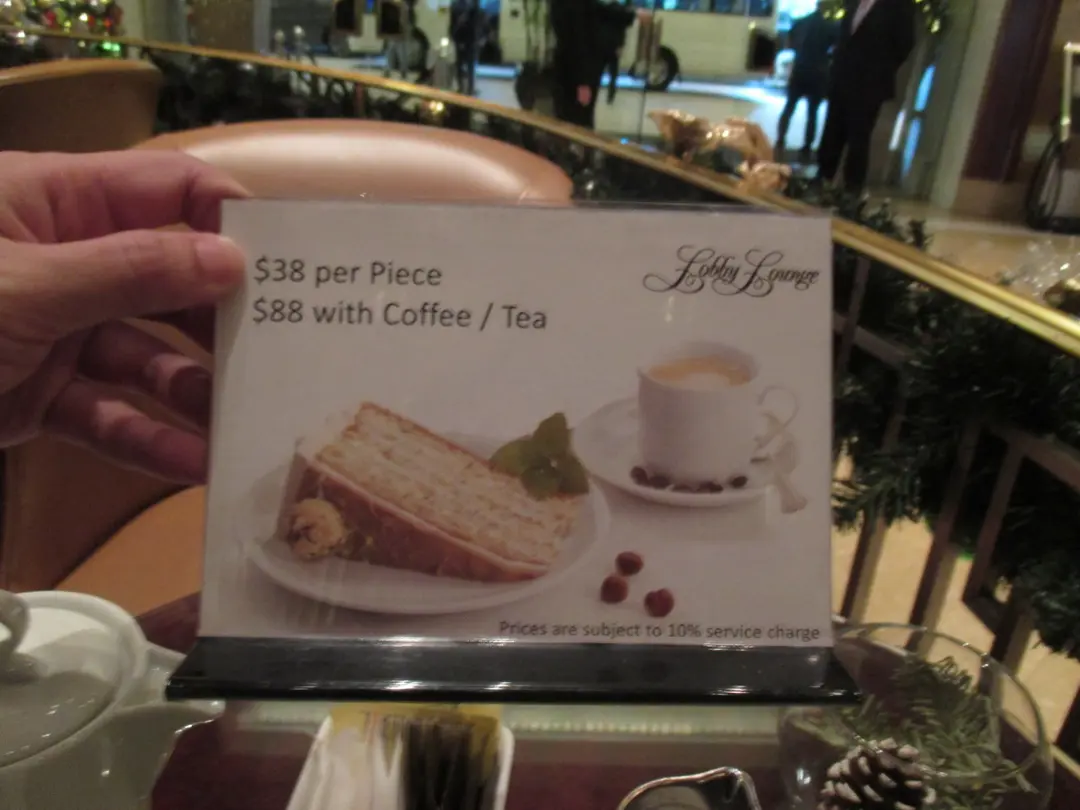 $38 per Piece
$88 with Coffee / Tea
Lobby Lounge
Prices are subject to 10% service charge